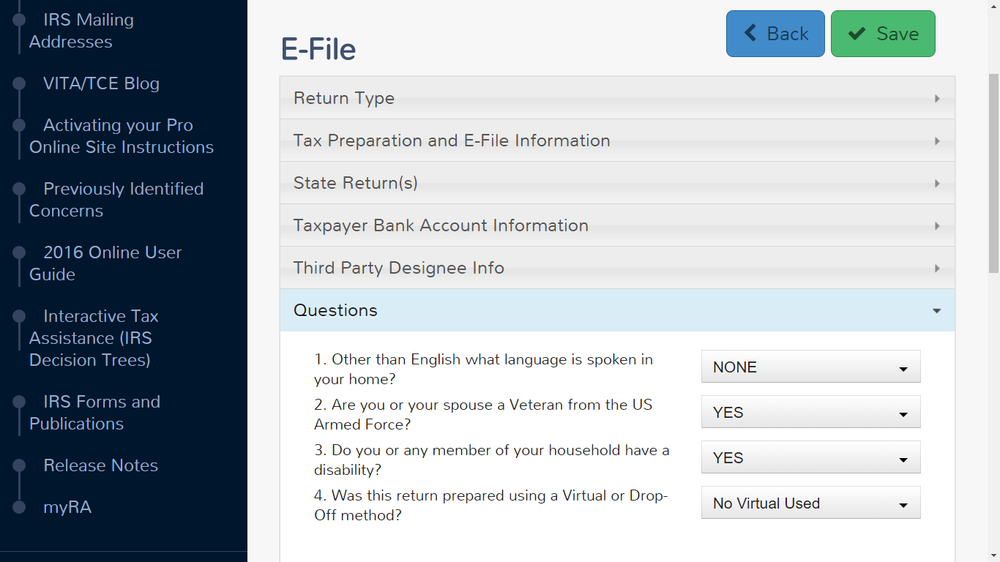 IRS Mailing
Addresses
VITA/TCE Blog
Activating your Pro
Online Site Instructions
Previously Identified
Concerns
2016 Online User
Guide
Interactive Tax
Assistance (IRS
Decision Trees)
IRS Forms and
Publications
Release Notes
myRA
Back
Save
E-File
Return Type
Tax Preparation and E-File Information
State Return(s)
Taxpayer Bank Account Information
Third Party Designee Info
Questions
1. Other than English what language is spoken in
your home?
NONE
2. Are you or your spouse a Veteran from the US
Armed Force?
YES
3. Do you or any member of your household have a
disability?
YES
4. Was this return prepared using a Virtual or Drop-
Off method?
No Virtual Used